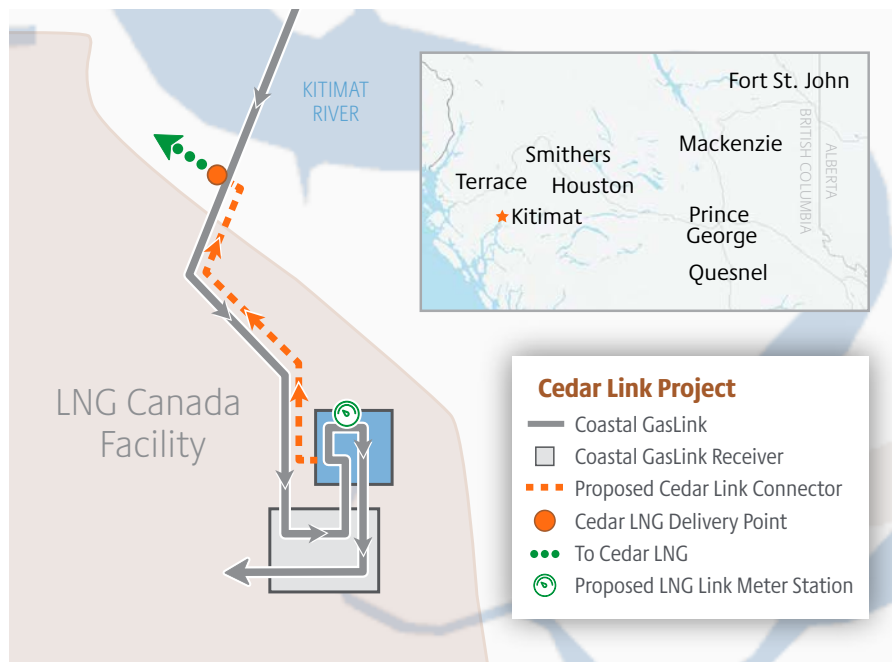 KITIMAT
RIVER
Fort St. John
Mackenzie
BRITISH COLUMBIA
ALBERTA
Smithers
Terrace
Houston
Kitimat
Prince
George
Quesnel
LNG Canada
Facility
Cedar Link Project
Coastal GasLink
Coastal GasLink Receiver
Proposed Cedar Link Connector
Cedar LNG Delivery Point
To Cedar LNG
Proposed LNG Link Meter Station